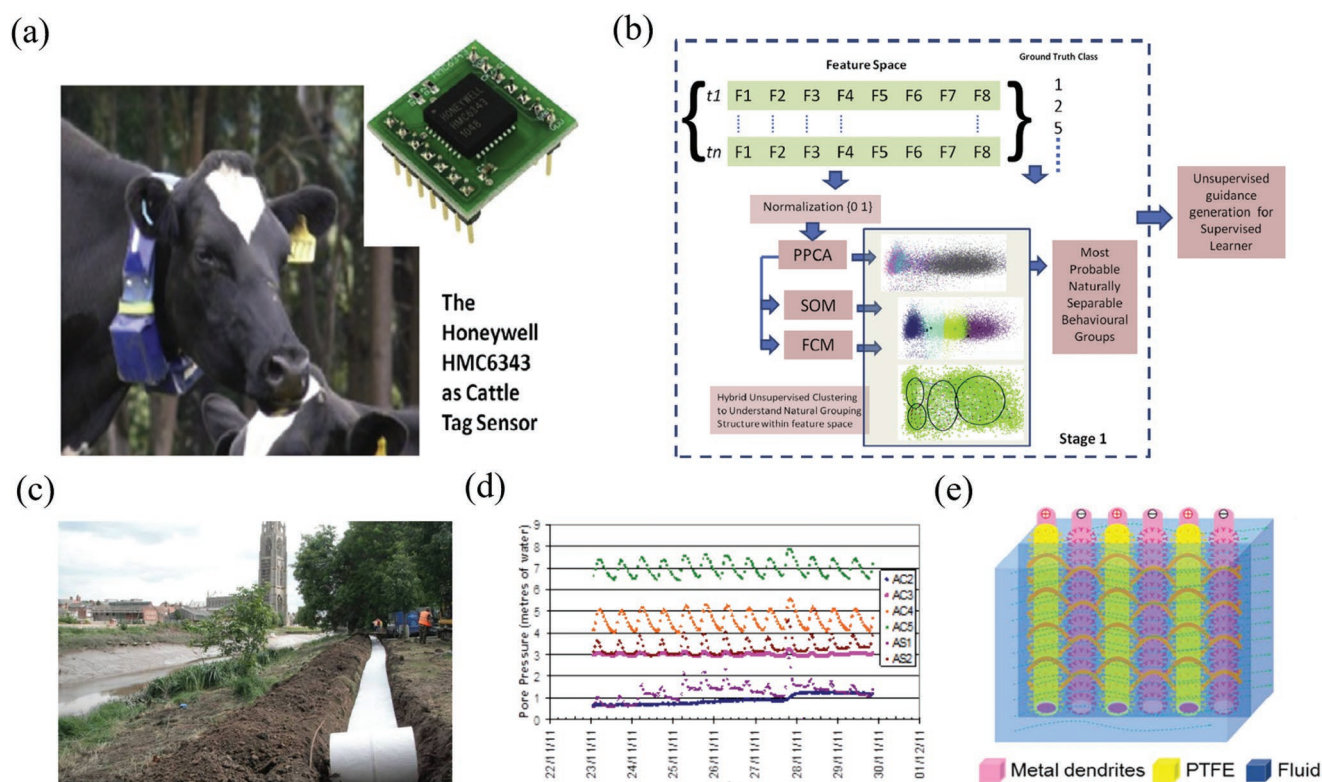 (a)
HMC6343
HONEYWELL
HMC6343
1048
The
Honeywell
HMC6343
as Cattle
Tag Sensor
(b)
Feature Space
Ground Truth Class
t1 F1 F2 F3 F4 F5 F6 F7 F8
tn F1 F2 F3 F4 F5 F6 F7 F8
1
2
5
Normalization {0 1}
PPCA
SOM
FCM
Hybrid Unsupervised Clustering
to Understand Natural Grouping
Structure within feature space
Most
Probable
Naturally
Separable
Behavioural
Groups
Stage 1
Unsupervised
guidance
generation for
Supervised
Learner
(c)
(d)
Pore Pressure (metres of water)
9
8
7
6
5
4
3
2
1
0
22/11/11
23/11/11
24/11/11
25/11/11
26/11/11
27/11/11
28/11/11
29/11/11
30/11/11
01/12/11
AC2
AC3
AC4
AC5
AS1
AS2
(e)
Metal dendrites
PTFE
Fluid